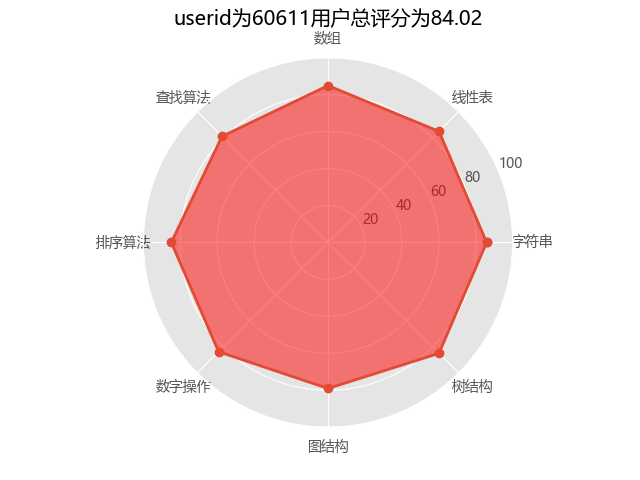 userid为60611用户总评分为84.02
数组
查找算法
线性表
100
80
60
40
20
排序算法
字符串
数字操作
树结构
图结构